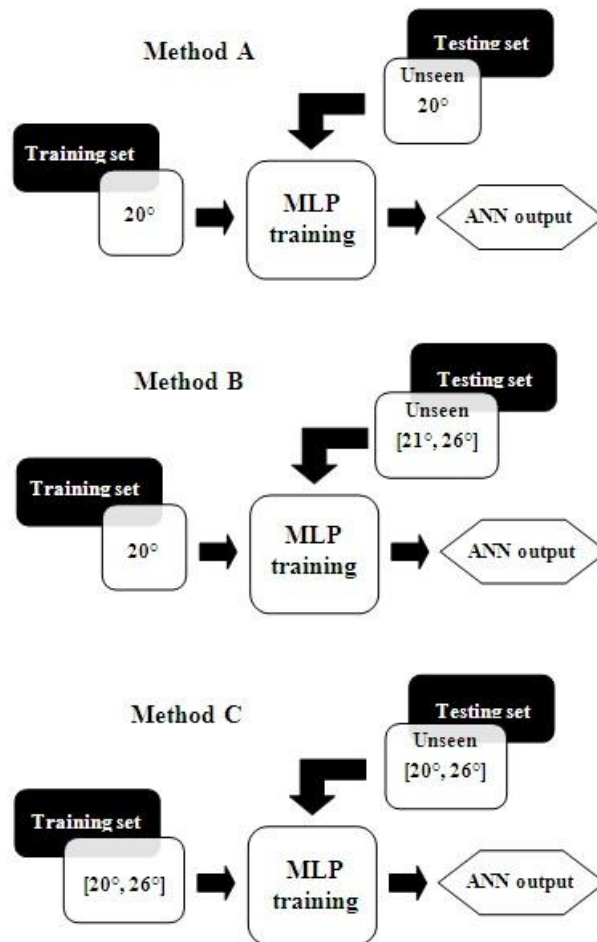 Method A
Testing set
Unseen
20°
Training set
20°
MLP
training
ANN output
Method B
Testing set
Unseen
[21°, 26°]
Training set
20°
MLP
training
ANN output
Method C
Testing set
Unseen
[20°, 26°]
Training set
[20°, 26°]
MLP
training
ANN output